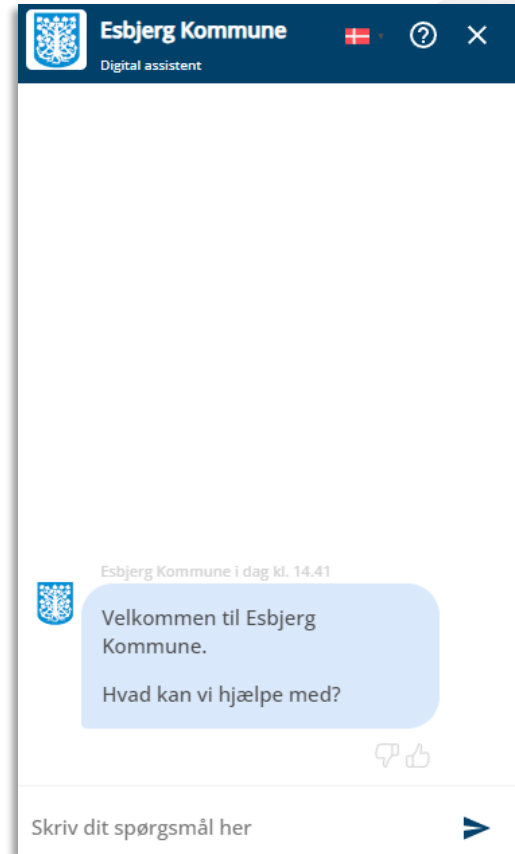 Esbjerg Kommune
Digital assistent
Esbjerg Kommune i dag kl. 14.41
Velkommen til Esbjerg
Kommune.
Hvad kan vi hjælpe med?
Skriv dit spørgsmål her